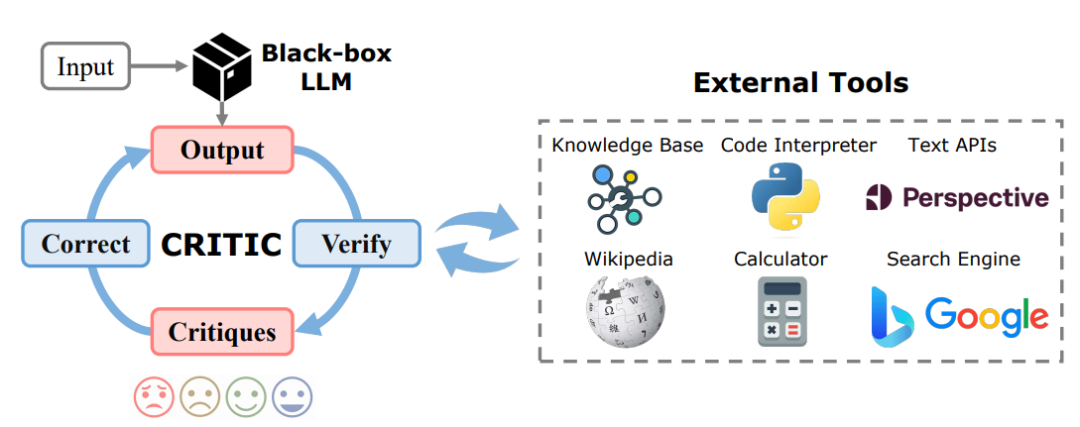 Input
Black-box
LLM
Output
Correct
CRITIC
Verify
Critiques
External Tools
Knowledge Base
Code Interpreter
Text APIs
Perspective
Wikipedia
Calculator
Search Engine
Ω
W
И
維
Google